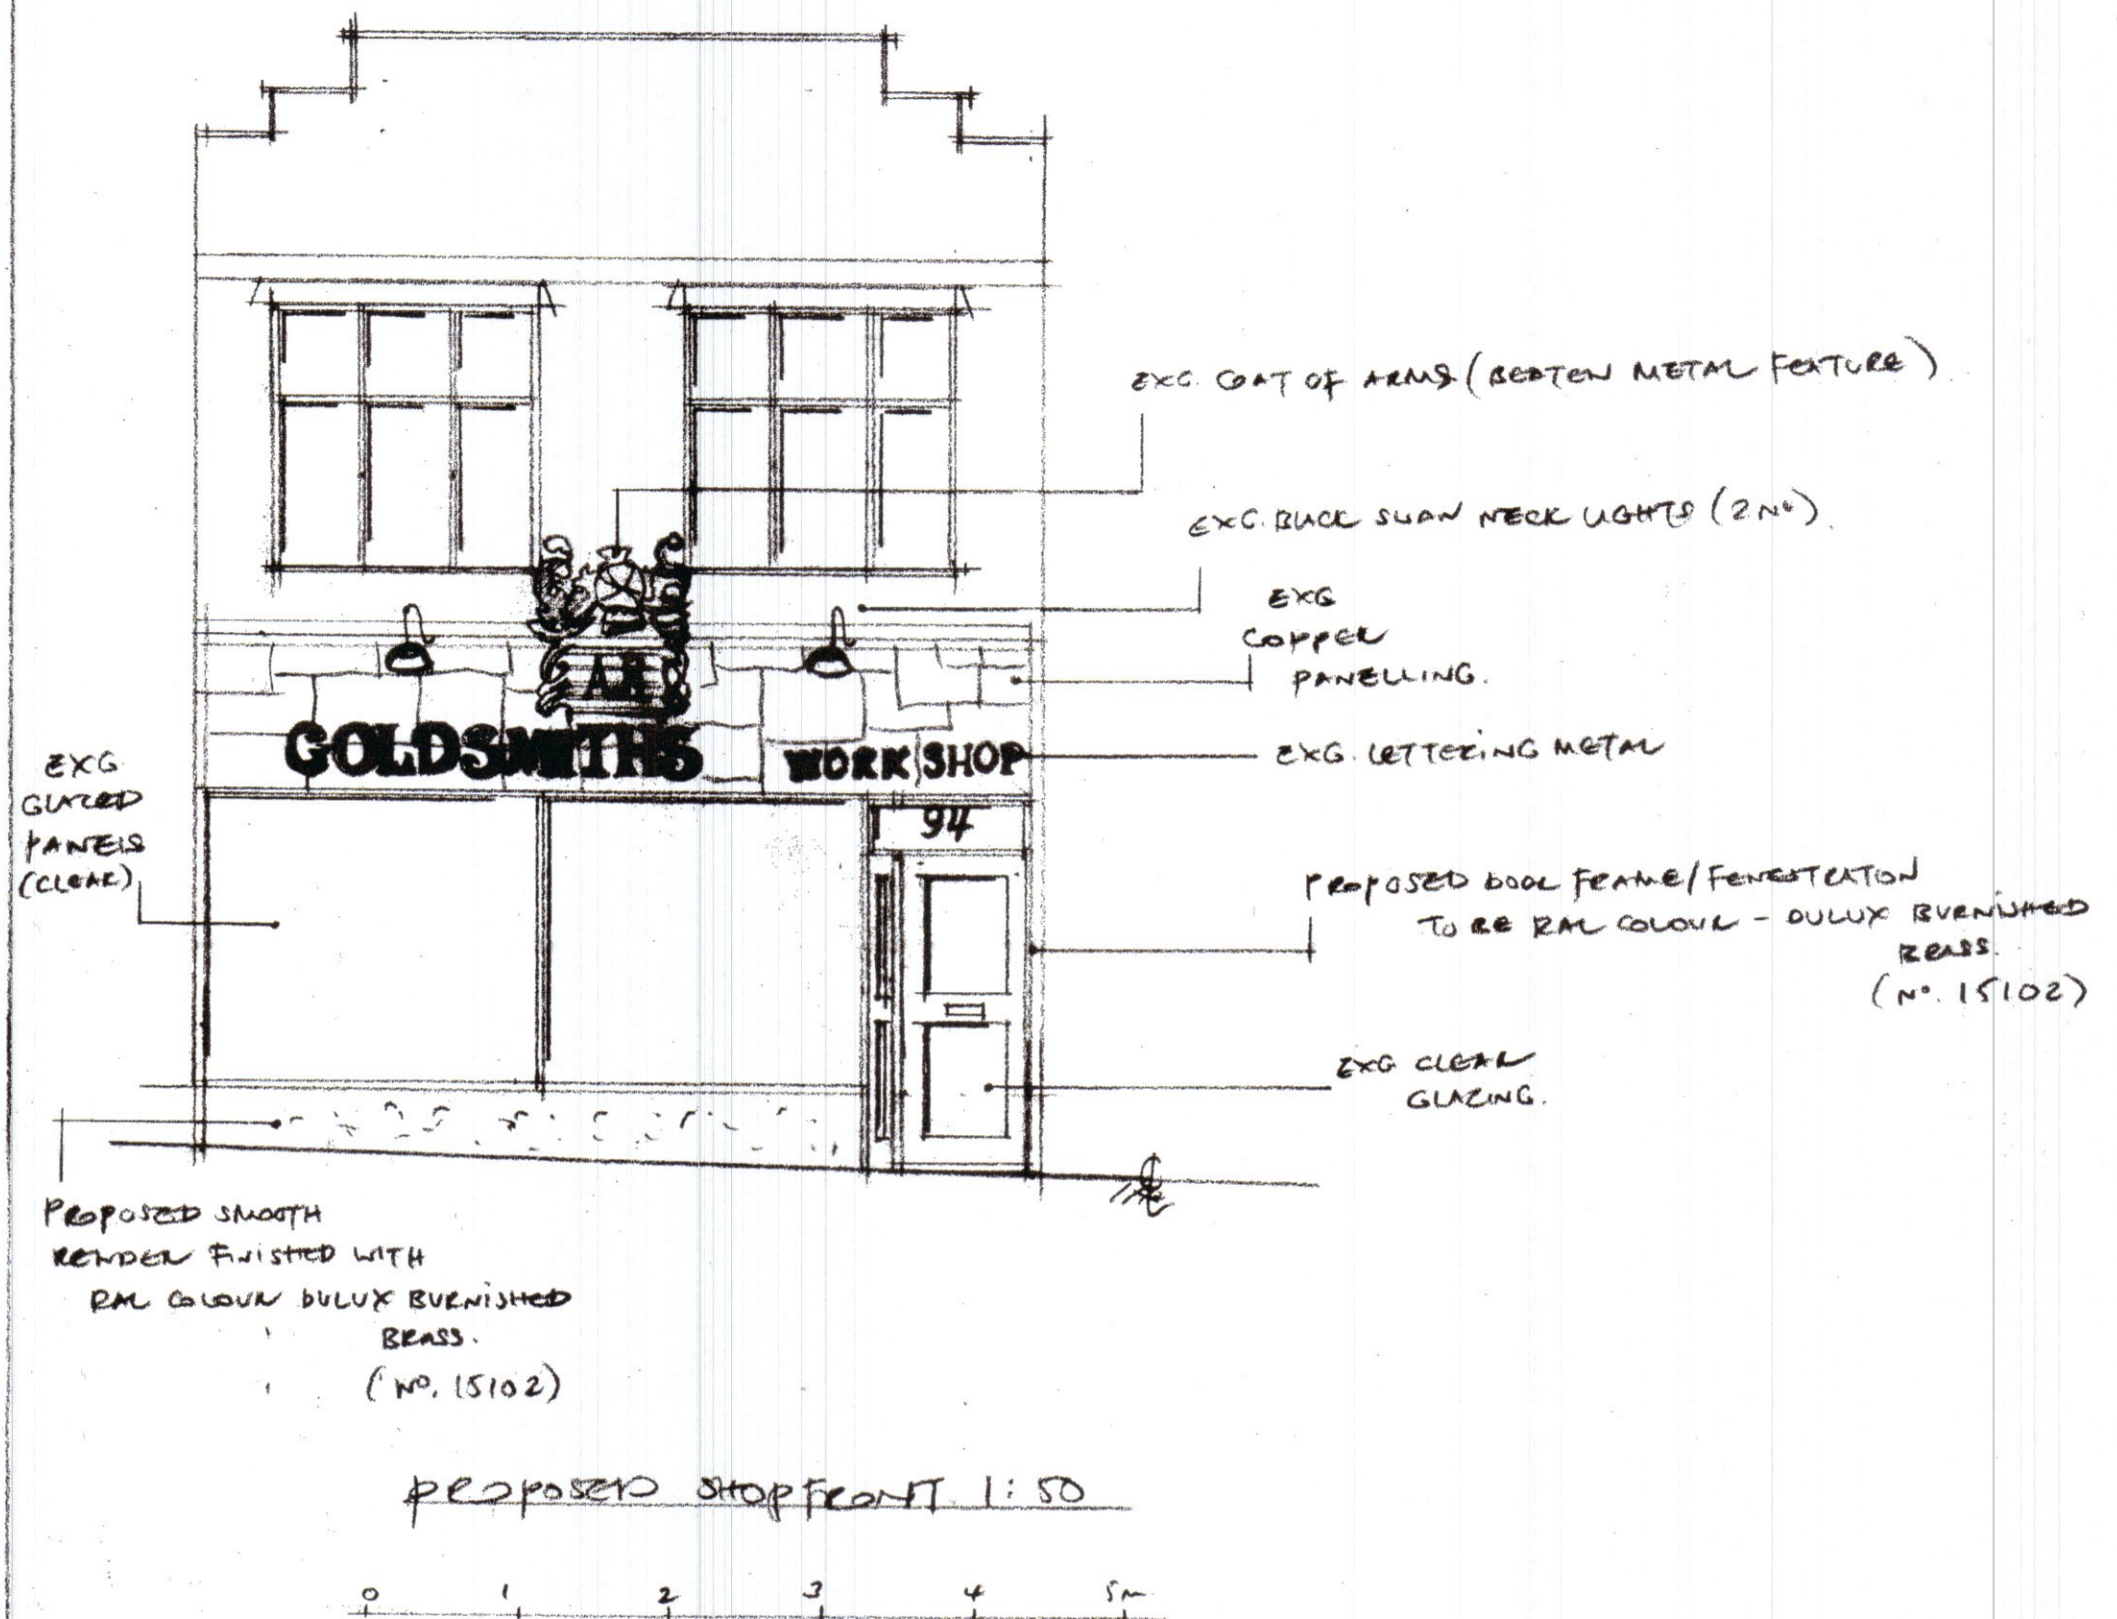 EXG. COAT OF ARMS (BEATEN METAL FEATURE)
EXG. BLACK SWAN NECK LIGHTS (2 No).
EXG
COPPER
PANELLING.
GOLDSMITHS
WORKSHOP
EXG. LETTERING METAL
EXG.
GLAZED
PANELS
(CLEAR)
94
PROPOSED DOOR FRAME/FENESTRATION
TO BE RAL COLOUR - DULUX BURNISHED
BRASS.
(No. 15102)
EXG CLEAR
GLAZING.
PROPOSED SMOOTH
RENDER FINISHED WITH
RAL COLOUR DULUX BURNISHED
BRASS.
(No. 15102)
PROPOSED SHOPFRONT 1:50
0 1 2 3 4 5m